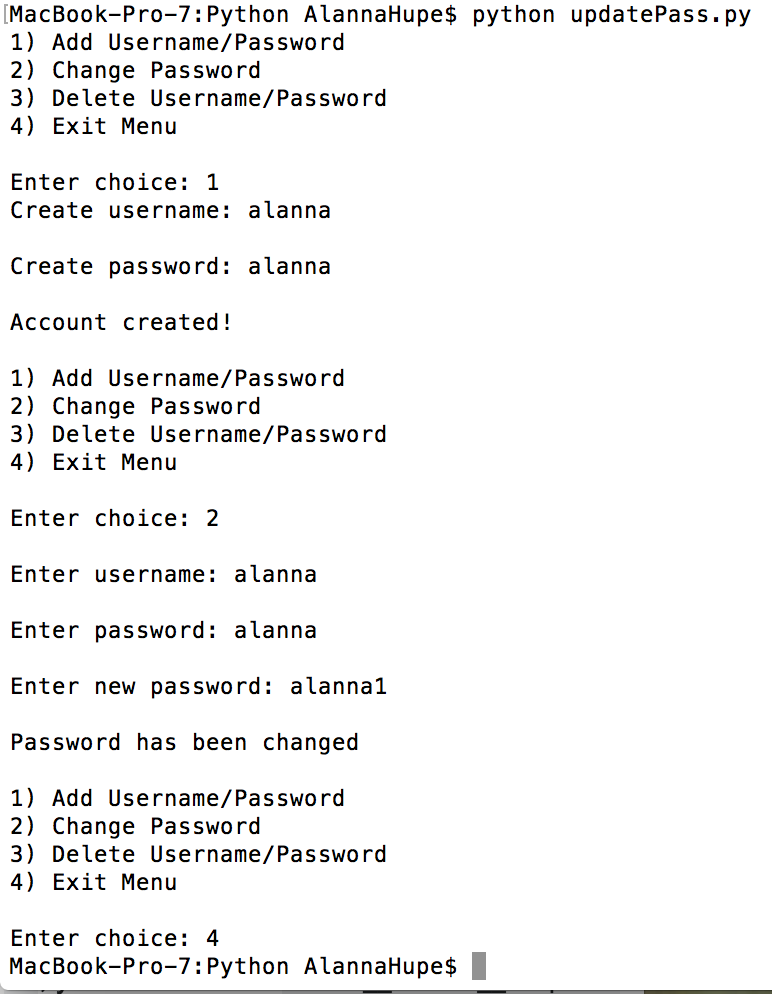 [MacBook-Pro-7:Python AlannaHupe$ python updatePass.py
1) Add Username/Password
2) Change Password
3) Delete Username/Password
4) Exit Menu
Enter choice: 1
Create username: alanna
Create password: alanna
Account created!
1) Add Username/Password
2) Change Password
3) Delete Username/Password
4) Exit Menu
Enter choice: 2
Enter username: alanna
Enter password: alanna
Enter new password: alanna1
Password has been changed
1) Add Username/Password
2) Change Password
3) Delete Username/Password
4) Exit Menu
Enter choice: 4
MacBook-Pro-7:Python AlannaHupe$